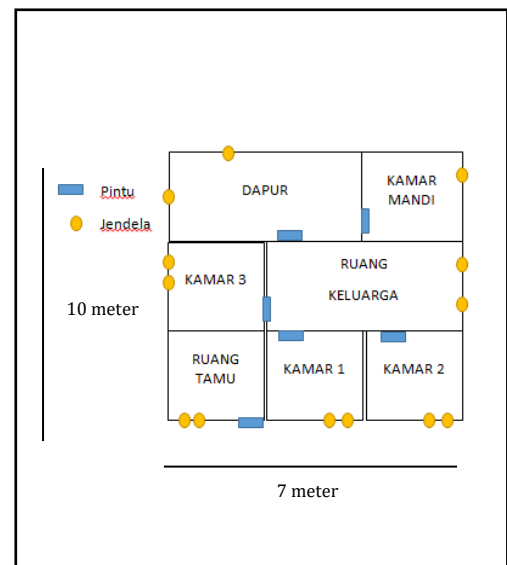 Pintu
Jendela
DAPUR
KAMAR
MANDI
KAMAR 3
RUANG
KELUARGA
10 meter
RUANG
TAMU
KAMAR 1
KAMAR 2
7 meter